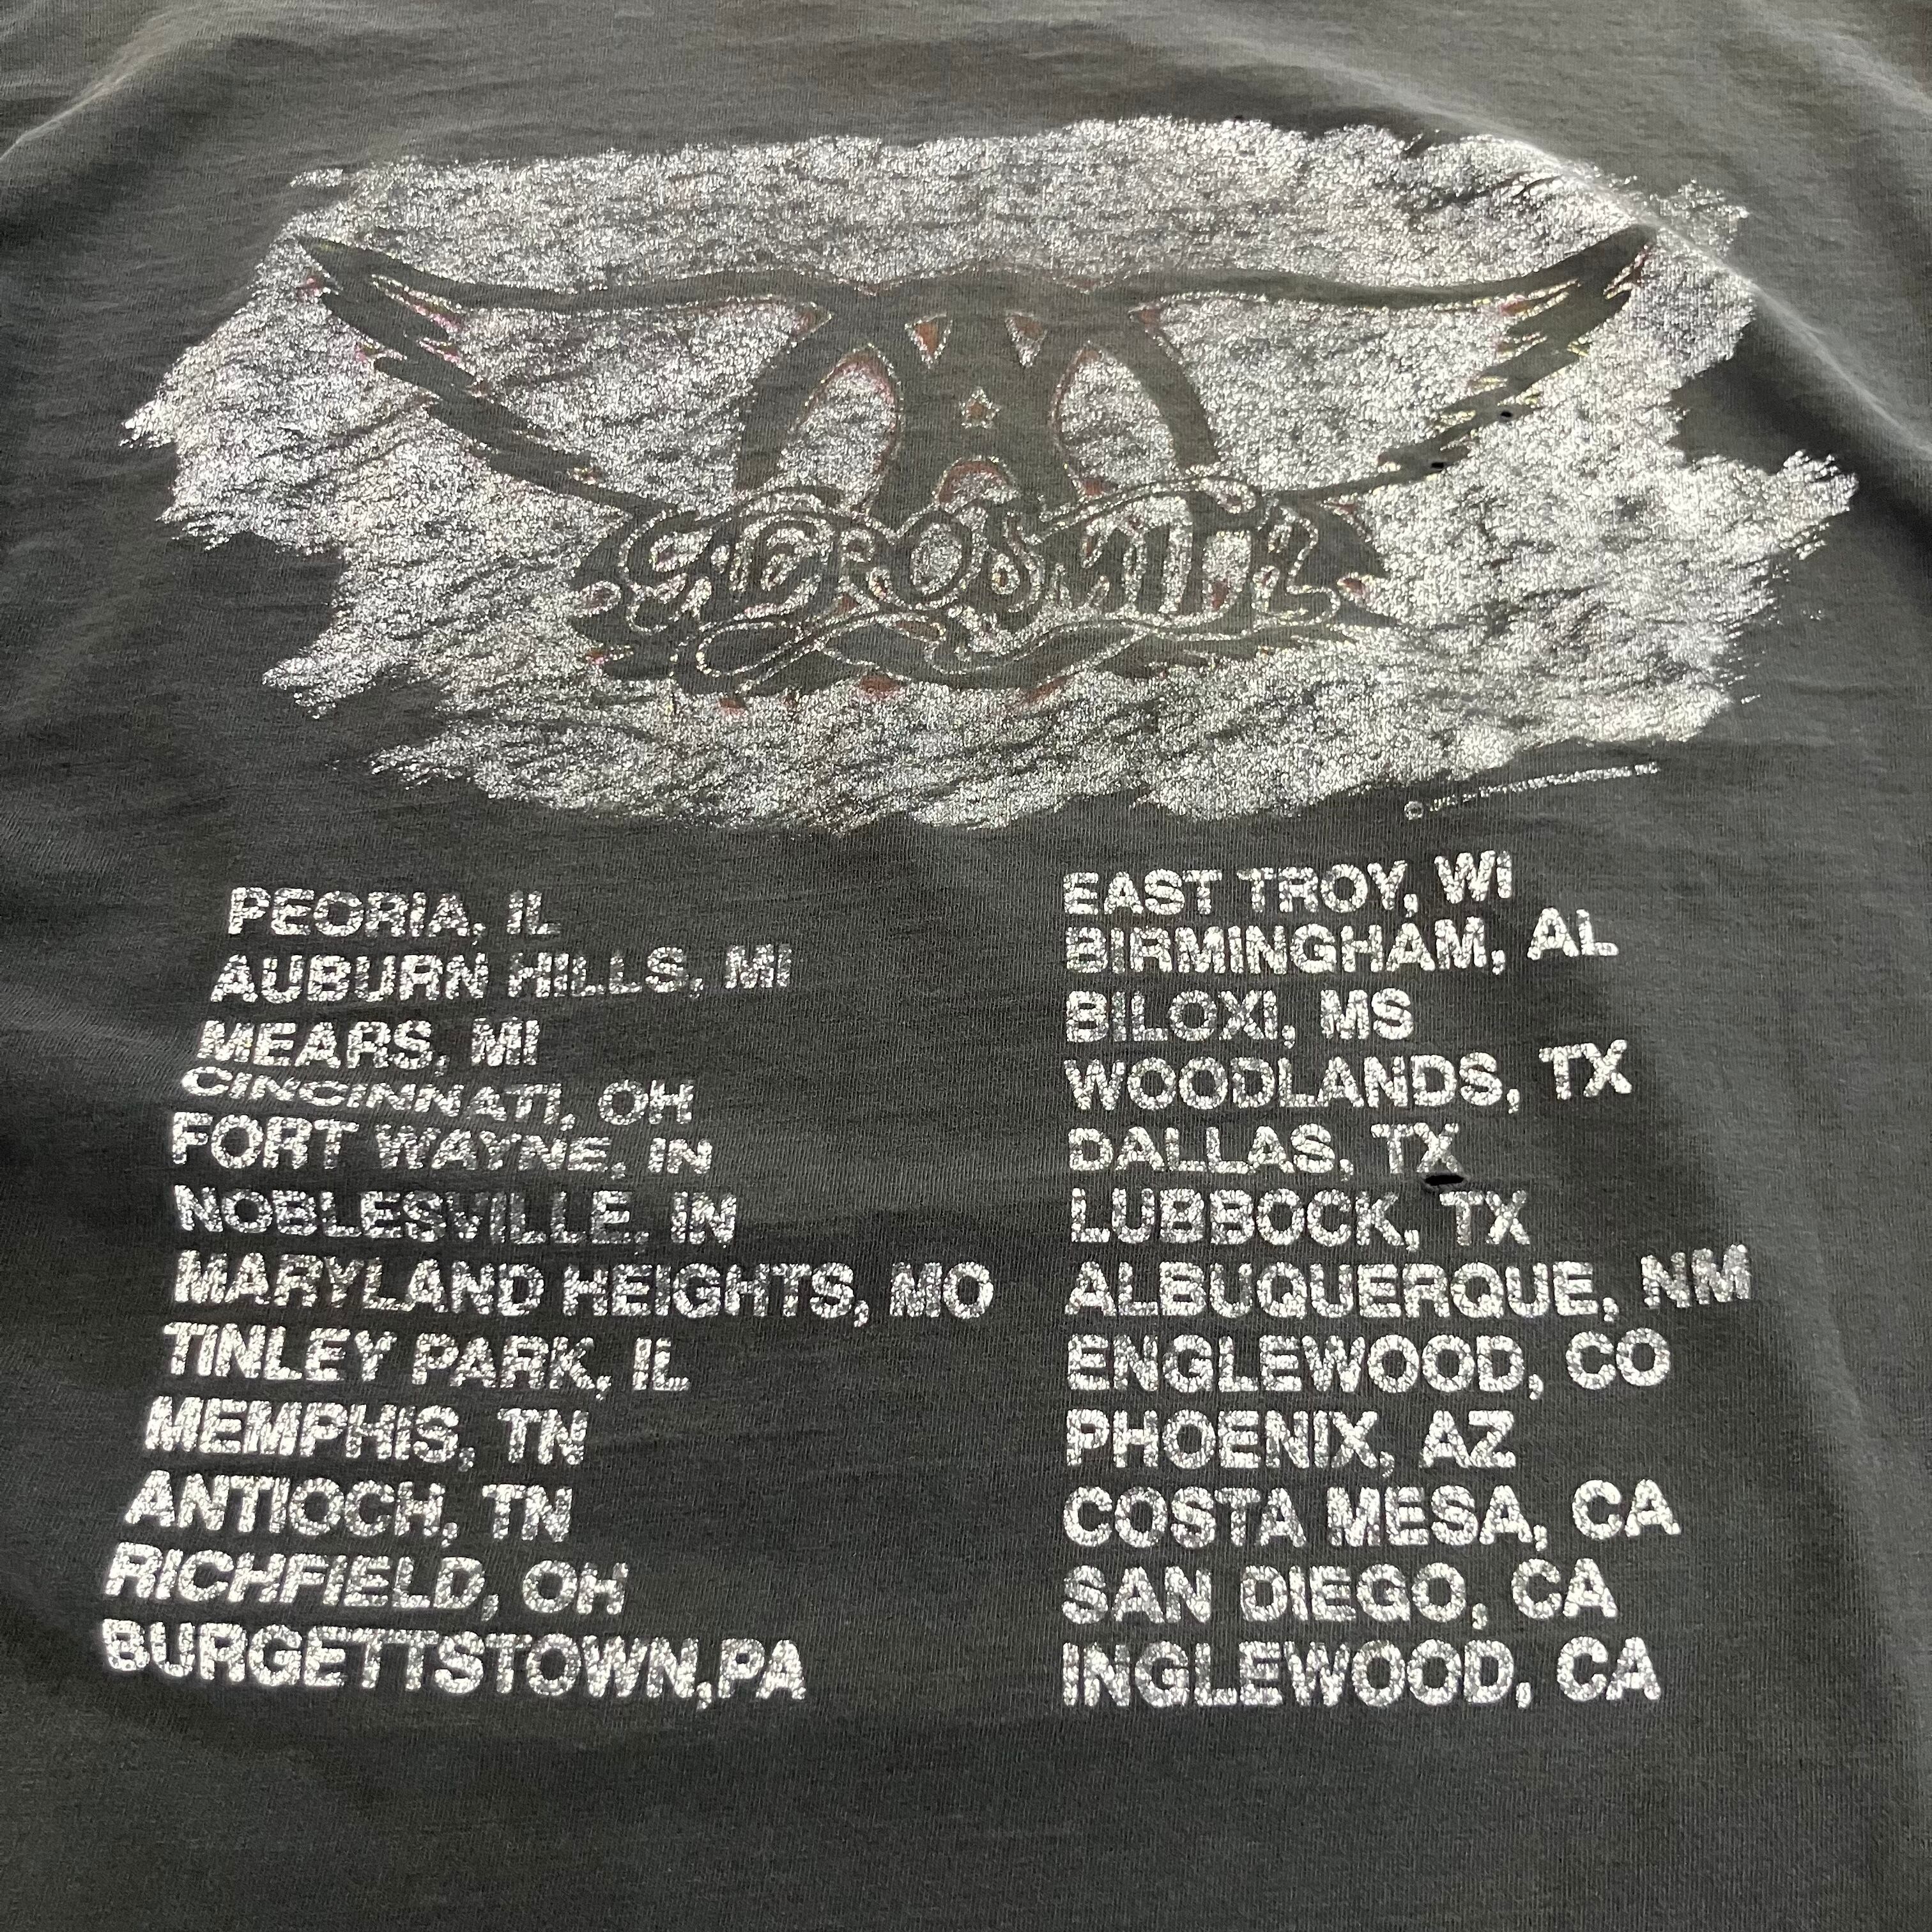 AEROSMITH
PEORIA, IL
AUBURN HILLS, MI
MEARS, MI
CINCINNATI, OH
FORT WAYNE, IN
NOBLESVILLE, IN
MARYLAND HEIGHTS, MO
TINLEY PARK, IL
MEMPHIS, TN
ANTIOCH, TN
RICHFIELD, OH
BURGETTSTOWN,PA
EAST TROY, WI
BIRMINGHAM, AL
BILOXI, MS
WOODLANDS, TX
DALLAS, TX
LUBBOCK, TX
ALBUQUERQUE, NM
ENGLEWOOD, CO
PHOENIX, AZ
COSTA MESA, CA
SAN DIEGO, CA
INGLEWOOD, CA